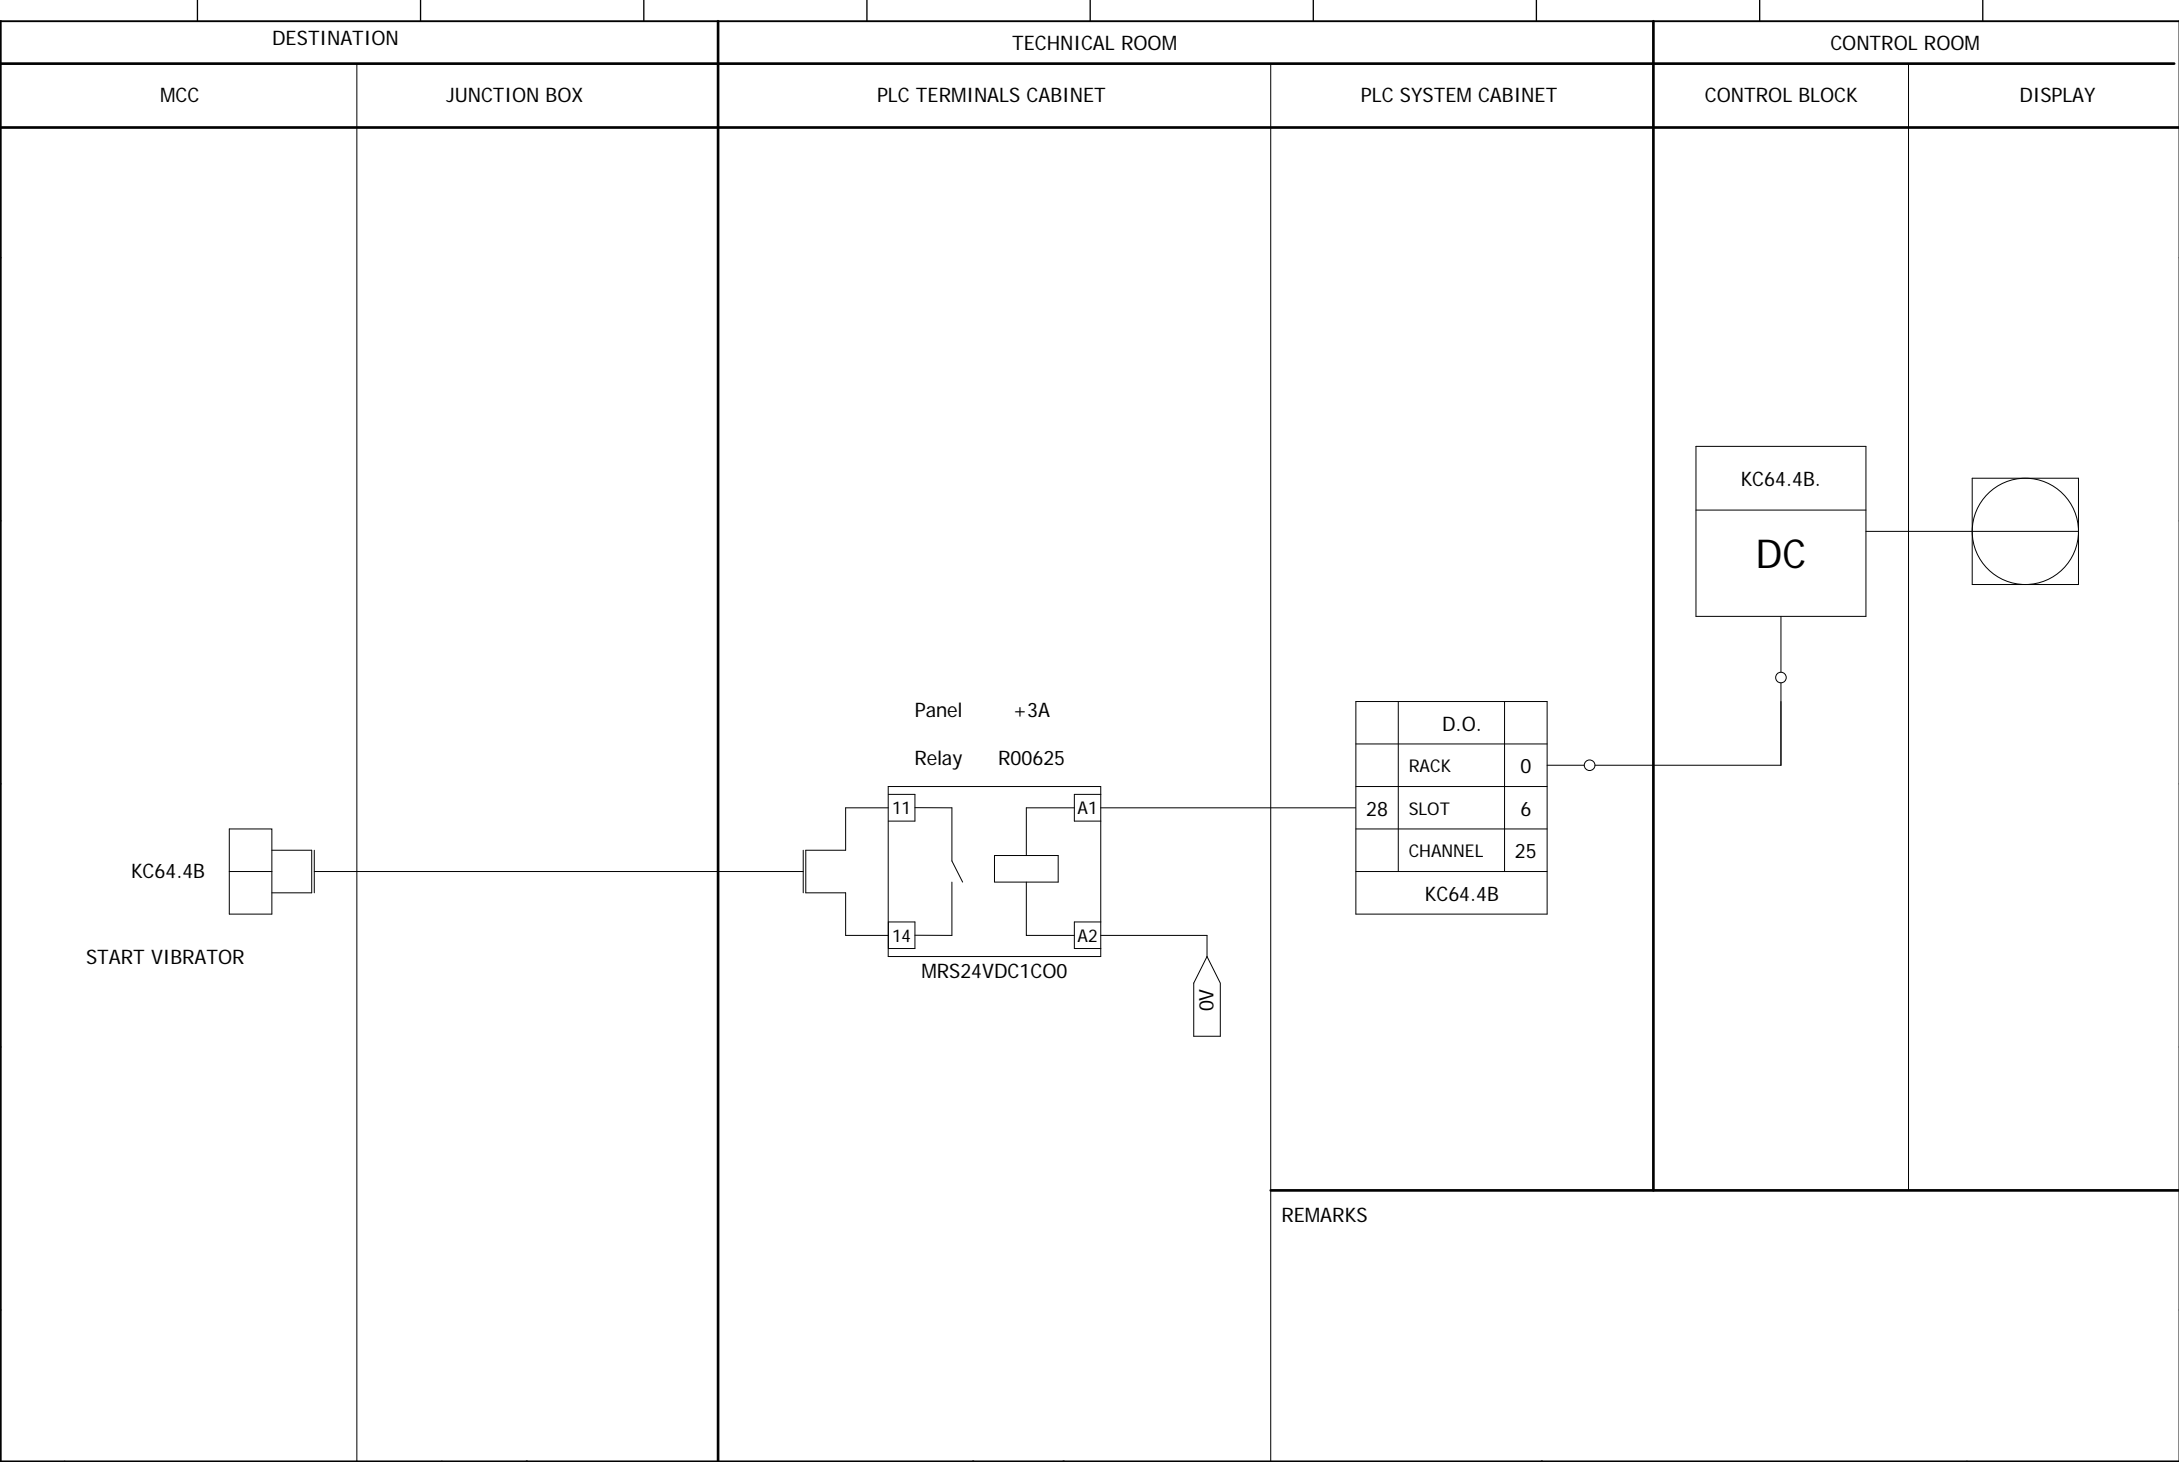 DESTINATION
TECHNICAL ROOM
CONTROL ROOM
MCC
JUNCTION BOX
PLC TERMINALS CABINET
PLC SYSTEM CABINET
CONTROL BLOCK
DISPLAY
KC64.4B.
DC
Panel +3A
Relay R00625
D.O.
RACK 0
28 SLOT 6
CHANNEL 25
KC64.4B
11
A1
14
A2
MRS24VDC1CO0
0V
KC64.4B
START VIBRATOR
REMARKS